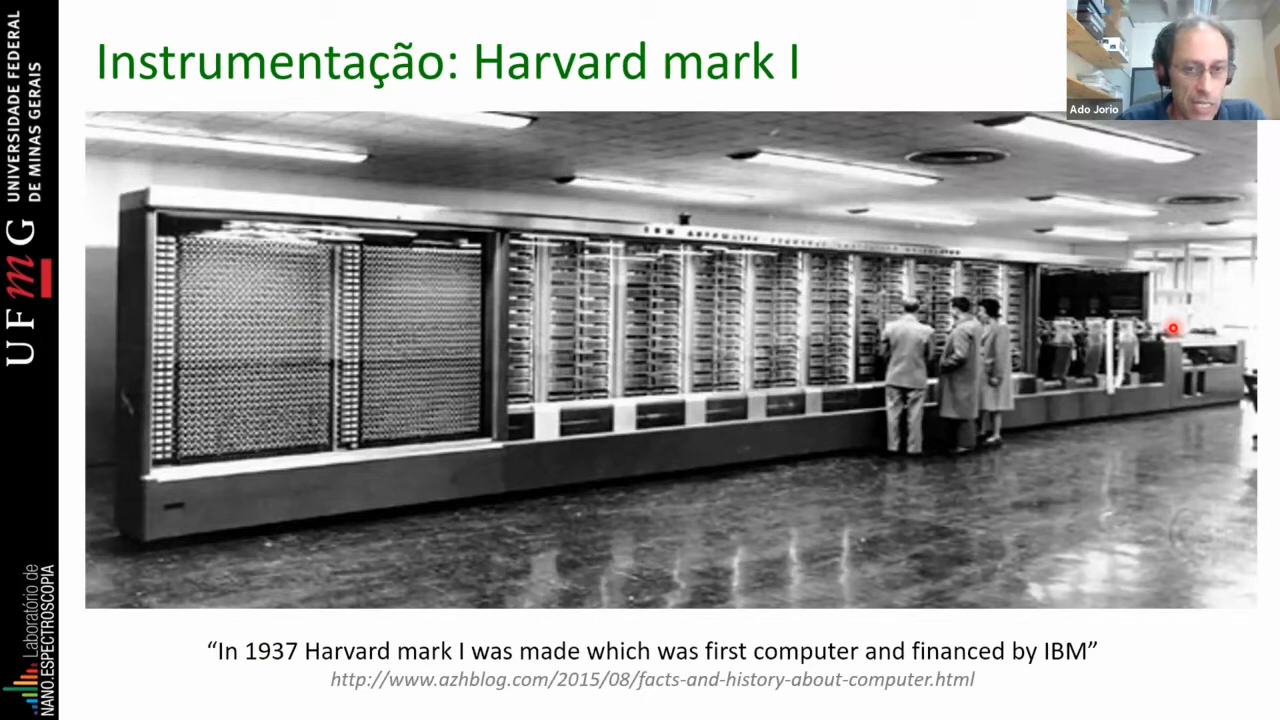 Instrumentação: Harvard mark I
Ado Jorio
UNIVERSIDADE FEDERAL
DE MINAS GERAIS
UFmG
Laboratório de
NANO.ESPECTROSCOPIA
“In 1937 Harvard mark I was made which was first computer and financed by IBM”
http://www.azhblog.com/2015/08/facts-and-history-about-computer.html